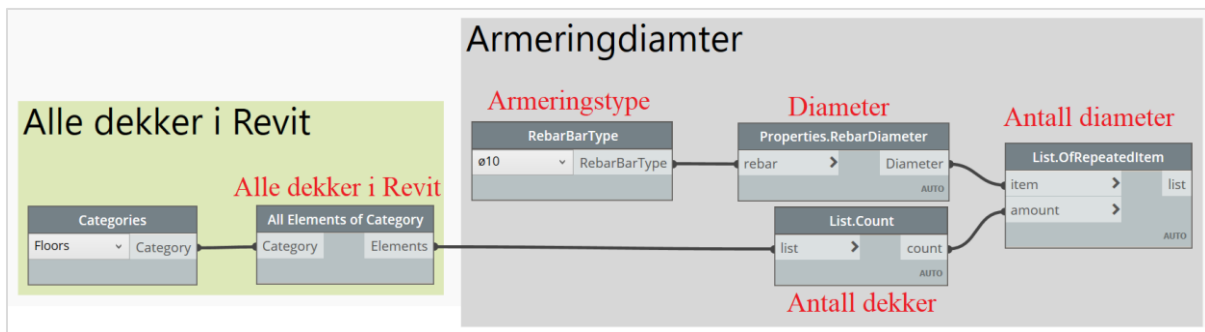 Armeringdiamter
Alle dekker i Revit
Armeringstype
Diameter
Antall diameter
RebarBarType
ø10 RebarBarType
Properties.RebarDiameter
rebar > Diameter
AUTO
List.OfRepeatedItem
item > list
amount >
AUTO
Alle dekker i Revit
Categories
Floors Category
All Elements of Category
Category Elements
List.Count
list > count
AUTO
Antall dekker